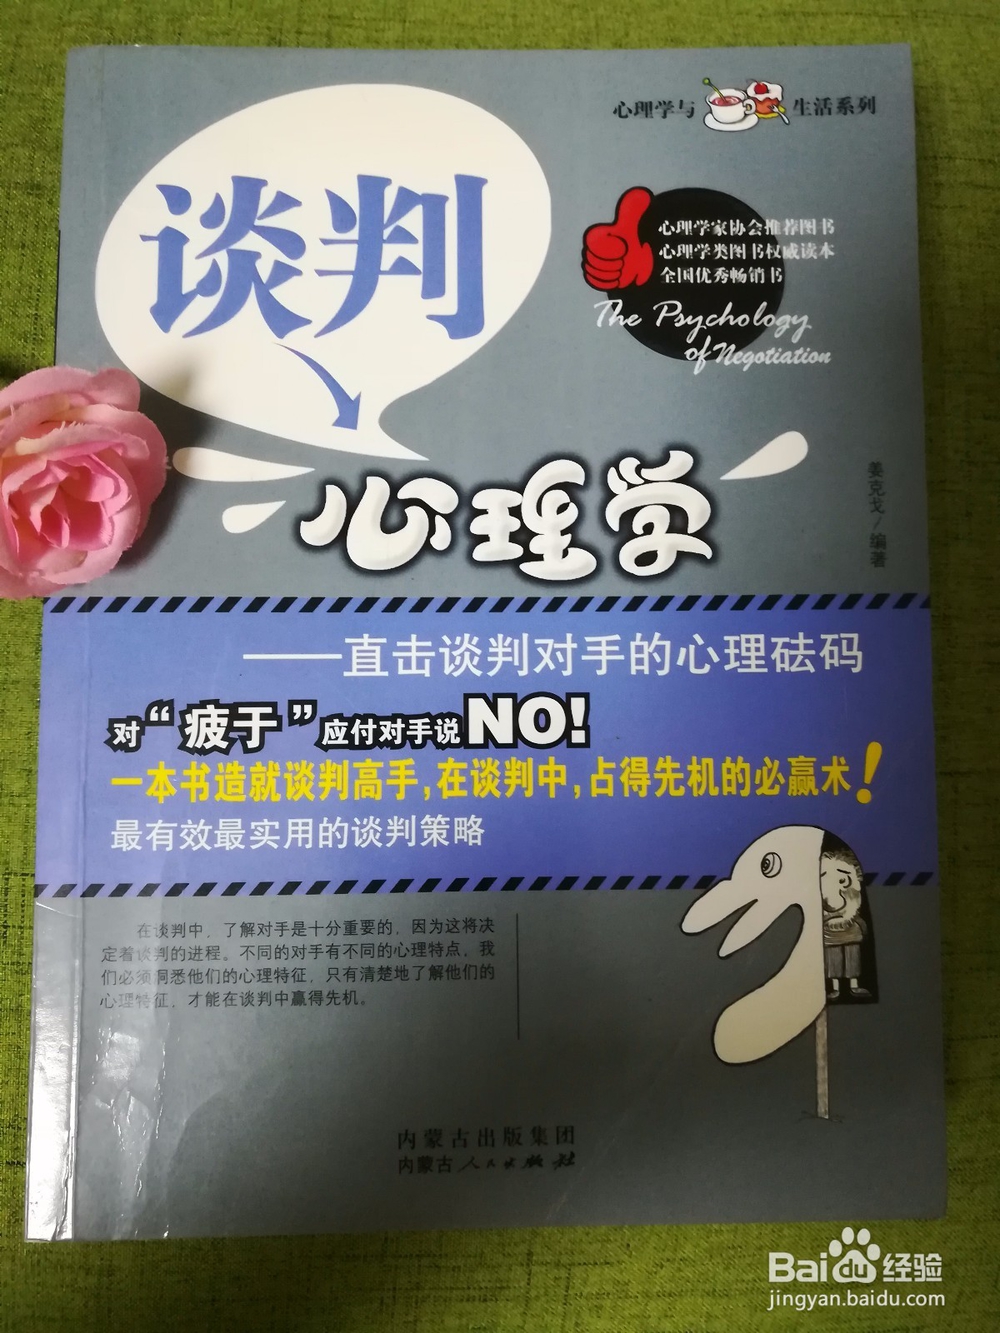 心理学与 生活系列
谈判
心理学家协会推荐图书
心理学类图书权威读本
全国优秀畅销书
The Psychology
of Negotiation
心理学
姜克戈/编著
——直击谈判对手的心理砝码
对“疲于”应付对手说NO!
一本书造就谈判高手,在谈判中,占得先机的必赢术!
最有效最实用的谈判策略
在谈判中，了解对手是十分重要的，因为这将决
定着谈判的进程。不同的对手有不同的心理特点，我
们必须洞悉他们的心理特征，只有清楚地了解他们的
心理特征，才能在谈判中赢得先机。
内蒙古出版集团
内蒙古人民出版社
Baidu经验
jingyan.baidu.com